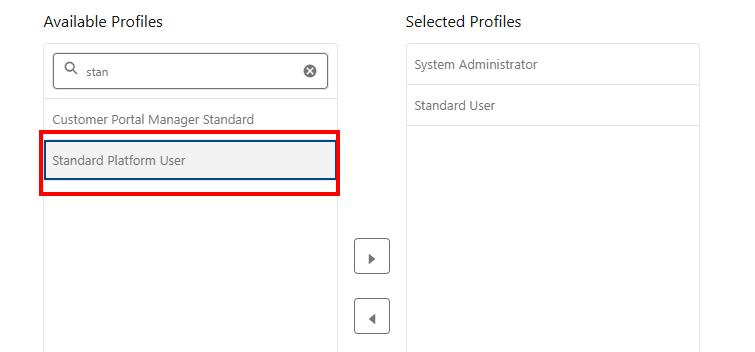 Available Profiles
Selected Profiles
stan
System Administrator
Customer Portal Manager Standard
Standard User
Standard Platform User